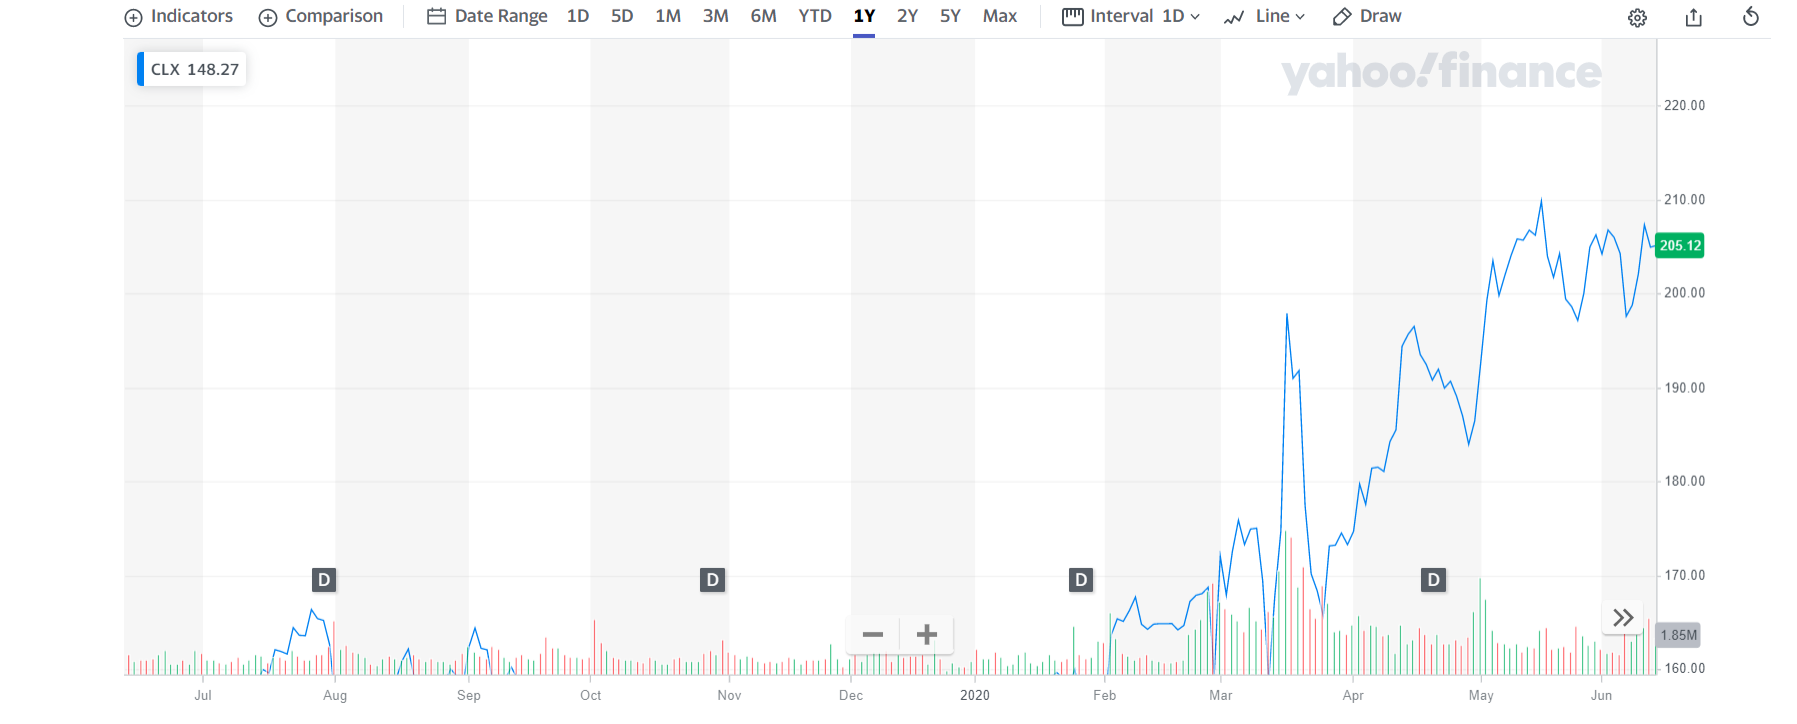 Indicators Comparison Date Range 1D 5D 1M 3M 6M YTD 1Y 2Y 5Y Max Interval 1D Line Draw
CLX 148.27
yahoo!finance
220.00
210.00
205.12
200.00
190.00
180.00
170.00
D D D D
1.85M
160.00
Jul Aug Sep Oct Nov Dec 2020 Feb Mar Apr May Jun